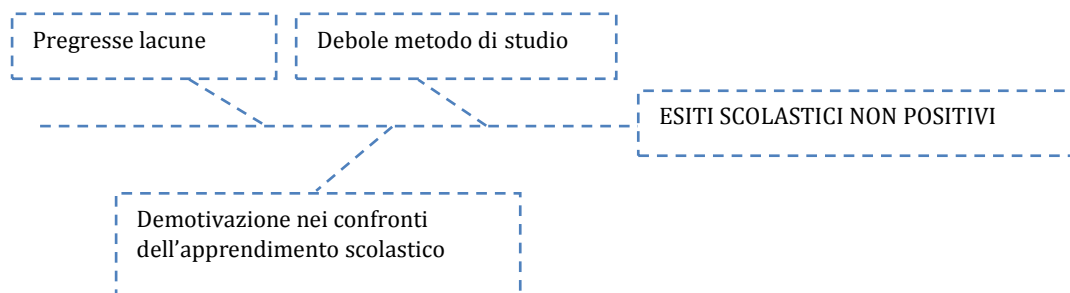 Pregresse lacune
Debole metodo di studio
ESITI SCOLASTICI NON POSITIVI
Demotivazione nei confronti
dell’apprendimento scolastico